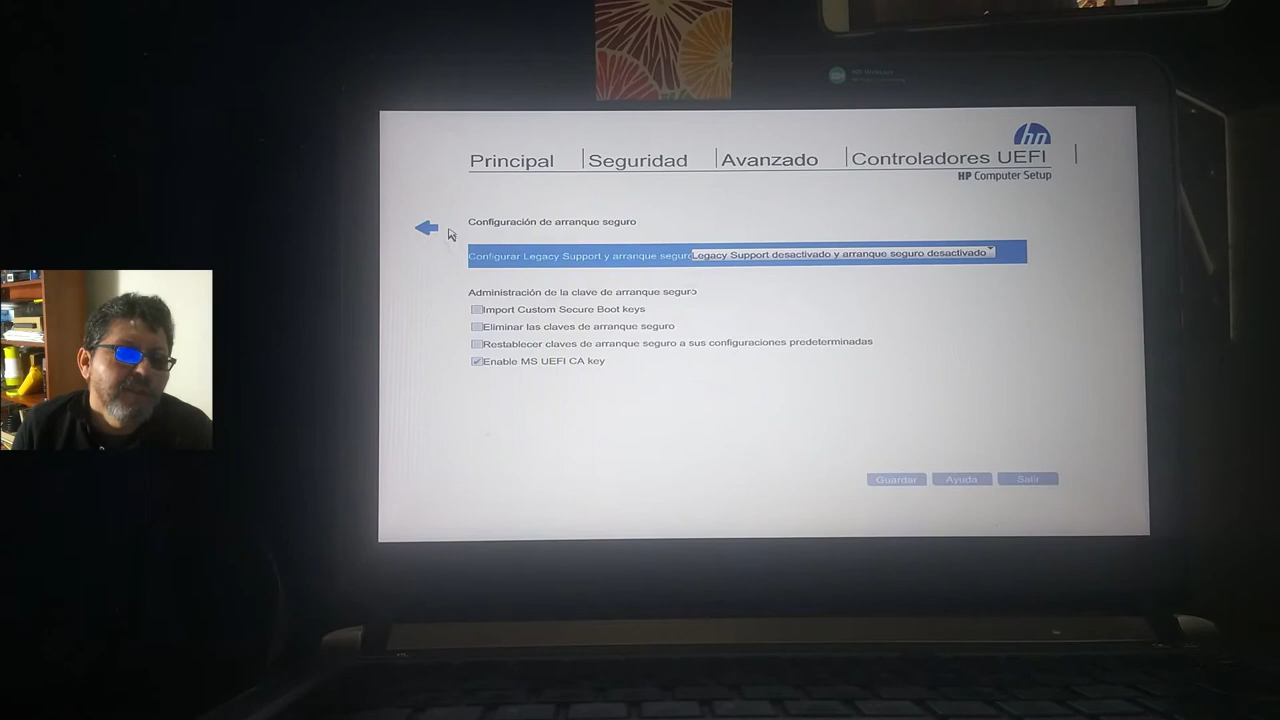 hp
Principal
Seguridad
Avanzado
Controladores UEFI
HP Computer Setup
Configuración de arranque seguro
Configurar Legacy Support y arranque seguro
Legacy Support desactivado y arranque seguro desactivado
Administración de la clave de arranque seguro
Import Custom Secure Boot keys
Eliminar las claves de arranque seguro
Restablecer claves de arranque seguro a sus configuraciones predeterminadas
Enable MS UEFI CA key
Guardar
Ayuda
Salir